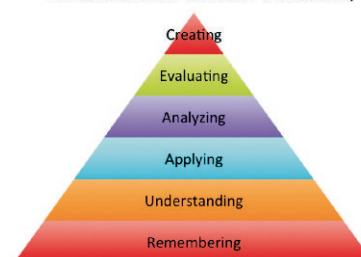 Creating
Evaluating
Analyzing
Applying
Understanding
Remembering